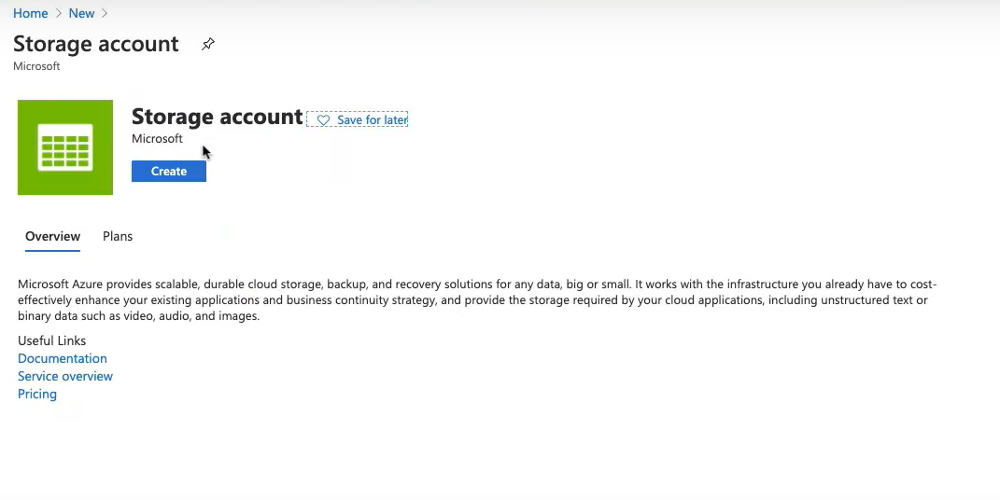 Home > New >
Storage account
Microsoft
Storage account
Save for later
Microsoft
Create
Overview
Plans
Microsoft Azure provides scalable, durable cloud storage, backup, and recovery solutions for any data, big or small. It works with the infrastructure you already have to cost-
effectively enhance your existing applications and business continuity strategy, and provide the storage required by your cloud applications, including unstructured text or
binary data such as video, audio, and images.
Useful Links
Documentation
Service overview
Pricing